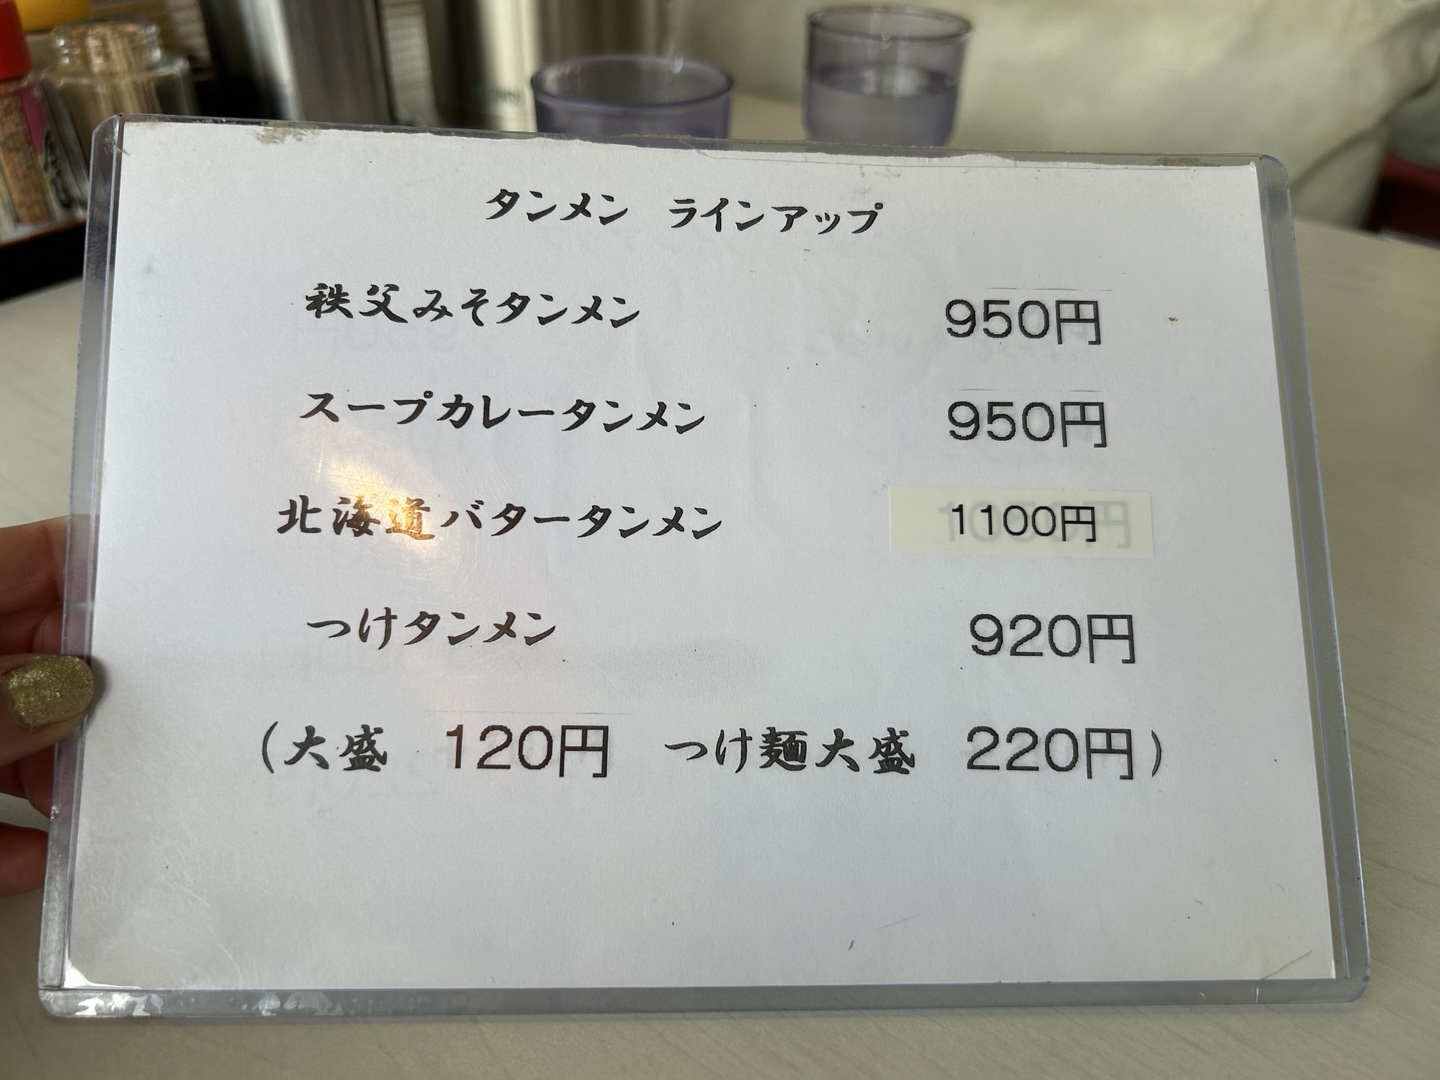 タンメン ラインアップ
秩父みそタンメン 950円
スープカレータンメン 950円
北海道バタータンメン 1100円
つけタンメン 920円
(大盛 120円 つけ麺大盛 220円)